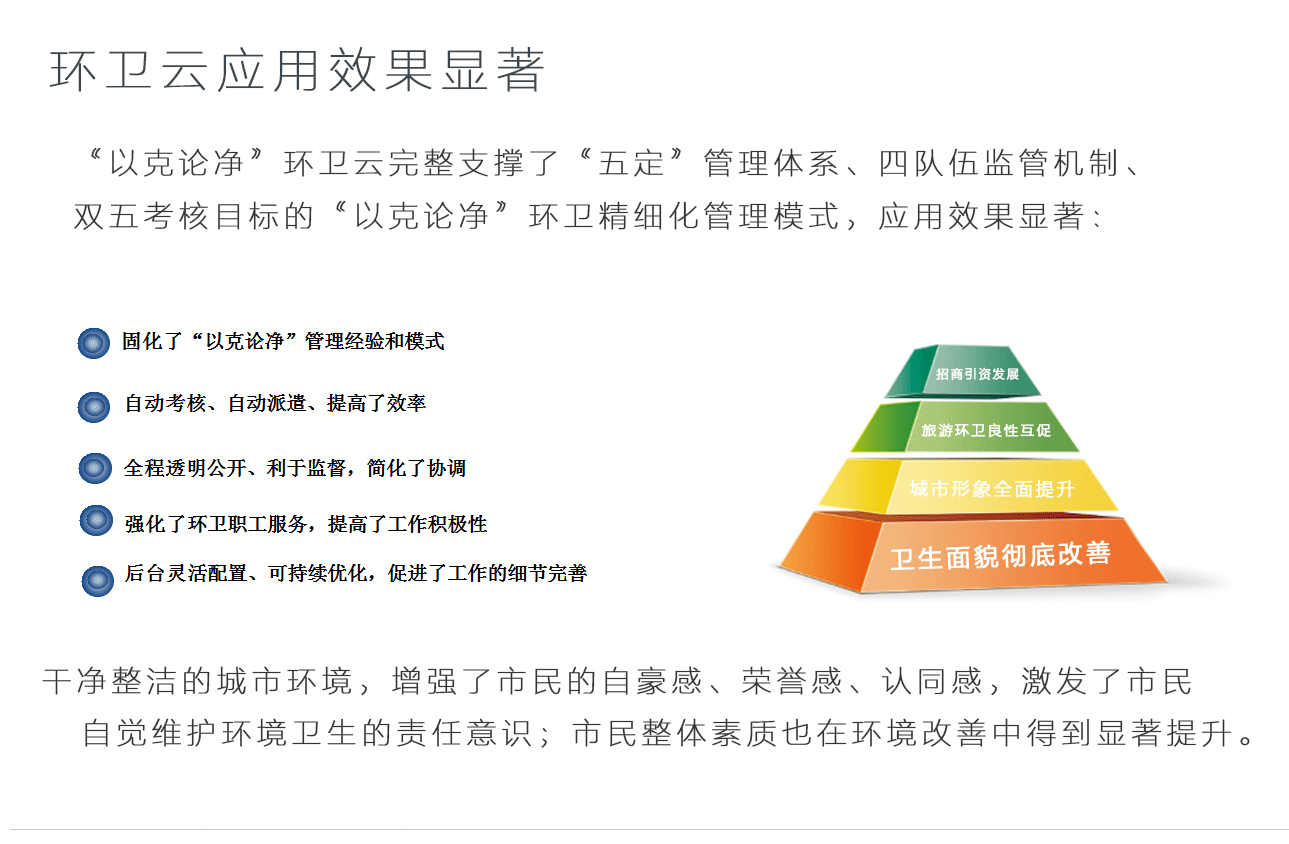 环卫云应用效果显著
“以克论净”环卫云完整支撑了“五定”管理体系、四队伍监管机制、
双五考核目标的“以克论净”环卫精细化管理模式，应用效果显著：
固化了“以克论净”管理经验和模式
自动考核、自动派遣、提高了效率
全程透明公开、利于监督，简化了协调
强化了环卫职工服务，提高了工作积极性
后台灵活配置、可持续优化，促进了工作的细节完善
招商引资发展
旅游环卫良性互促
城市形象全面提升
卫生面貌彻底改善
干净整洁的城市环境，增强了市民的自豪感、荣誉感、认同感，激发了市民
自觉维护环境卫生的责任意识；市民整体素质也在环境改善中得到显著提升。